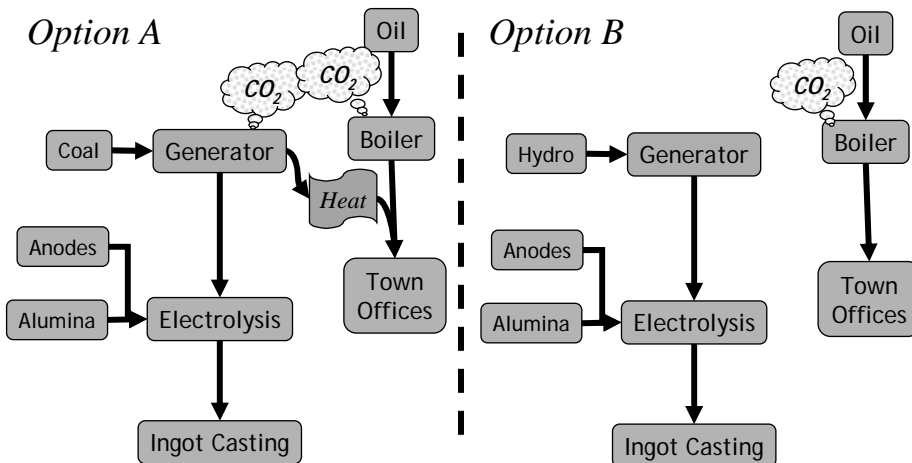 Option A
Oil
CO2
CO2
Coal
Generator
Boiler
Heat
Anodes
Town
Offices
Alumina
Electrolysis
Ingot Casting
Option B
Oil
CO2
Hydro
Generator
Boiler
Anodes
Town
Offices
Alumina
Electrolysis
Ingot Casting